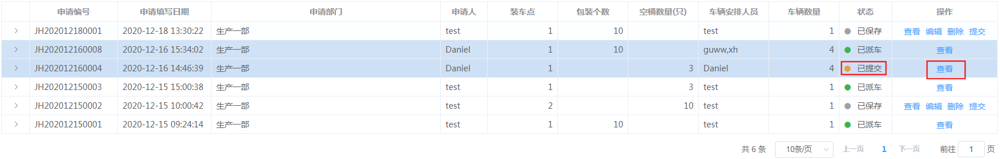 申请编号 申请填写日期 申请部门 申请人 装车点 包装个数 空桶数量(只) 车辆安排人员 车辆数量 状态 操作
JH202012180001 2020-12-18 13:30:22 生产一部 test 1 10 test 1 已保存 查看 编辑 删除 提交
JH202012160008 2020-12-16 15:34:02 生产一部 Daniel 1 10 guww,xh 4 已派车 查看
JH202012160004 2020-12-16 14:46:39 生产一部 Daniel 1 3 Daniel 4 已提交 查看
JH202012150003 2020-12-15 15:00:38 生产一部 test 1 3 test 1 已派车 查看
JH202012150002 2020-12-15 10:00:42 生产一部 test 2 10 test 1 已保存 查看 编辑 删除 提交
JH202012150001 2020-12-15 09:24:14 生产一部 test 1 10 test 1 已派车 查看
共 6 条 10条/页 上一页 1 下一页 前往 1 页